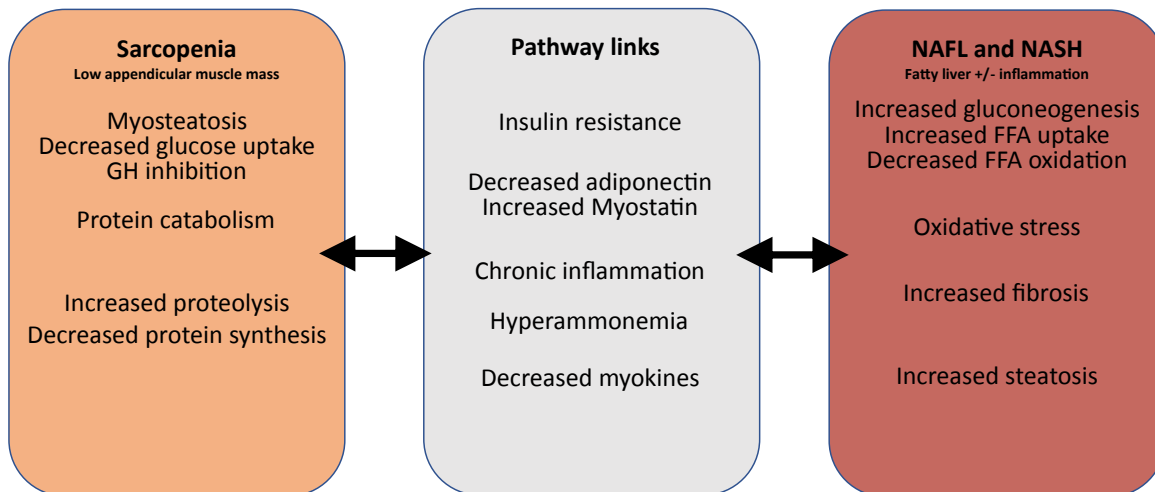 Sarcopenia
Low appendicular muscle mass
Myosteatosis
Decreased glucose uptake
GH inhibition
Protein catabolism
Increased proteolysis
Decreased protein synthesis
Pathway links
Insulin resistance
Decreased adiponectin
Increased Myostatin
Chronic inflammation
Hyperammonemia
Decreased myokines
NAFL and NASH
Fatty liver +/- inflammation
Increased gluconeogenesis
Increased FFA uptake
Decreased FFA oxidation
Oxidative stress
Increased fibrosis
Increased steatosis